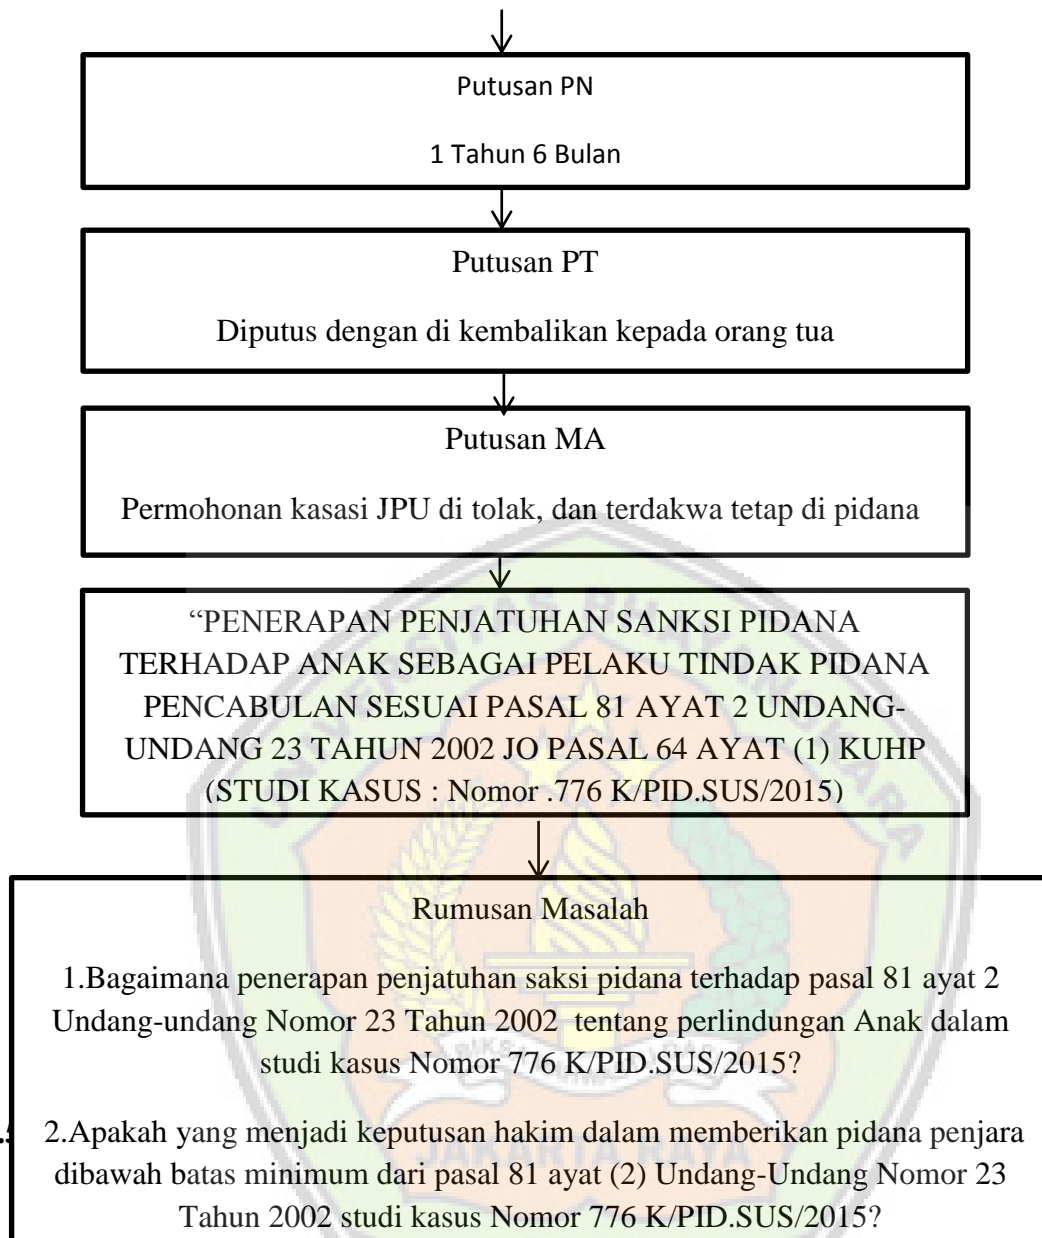 Putusan PN
1 Tahun 6 Bulan
Putusan PT
Diputus dengan di kembalikan kepada orang tua
Putusan MA
Permohonan kasasi JPU di tolak, dan terdakwa tetap di pidana
“PENERAPAN PENJATUHAN SANKSI PIDANA
TERHADAP ANAK SEBAGAI PELAKU TINDAK PIDANA
PENCABULAN SESUAI PASAL 81 AYAT 2 UNDANG-
UNDANG 23 TAHUN 2002 JO PASAL 64 AYAT (1) KUHP
(STUDI KASUS : Nomor .776 K/PID.SUS/2015)
Rumusan Masalah
1.Bagaimana penerapan penjatuhan saksi pidana terhadap pasal 81 ayat 2
Undang-undang Nomor 23 Tahun 2002 tentang perlindungan Anak dalam
studi kasus Nomor 776 K/PID.SUS/2015?
2.Apakah yang menjadi keputusan hakim dalam memberikan pidana penjara
dibawah batas minimum dari pasal 81 ayat (2) Undang-Undang Nomor 23
Tahun 2002 studi kasus Nomor 776 K/PID.SUS/2015?
UNIVERSITAS BHAYANGKARA
JAKARTA RAYA